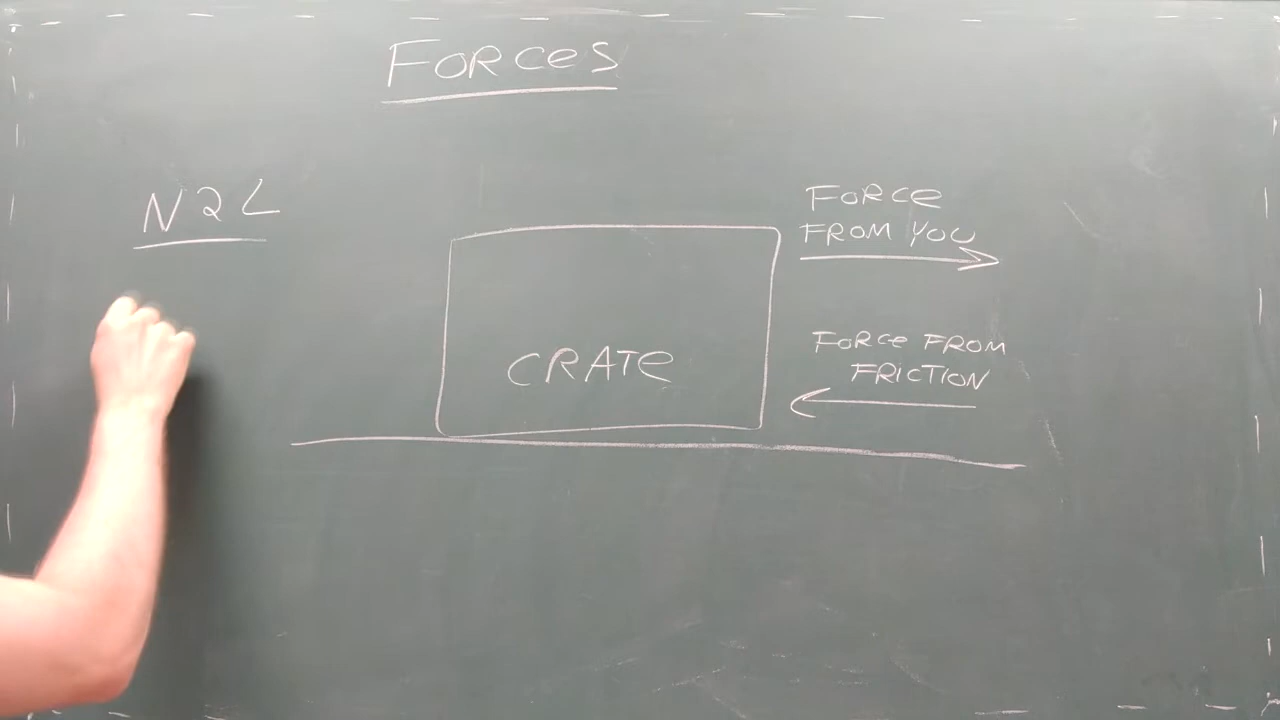 FORCES
N2L
FORCE
FROM YOU
CRATE
FORCE FROM
FRICTION